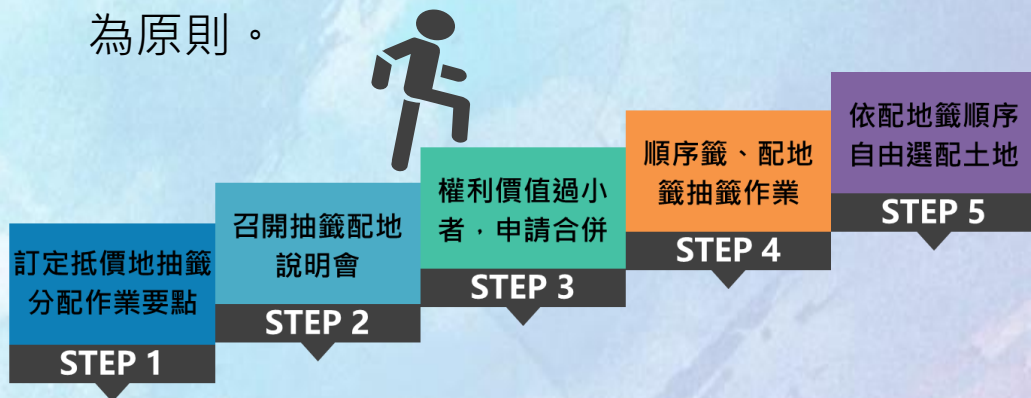 為原則。
訂定抵價地抽籤
分配作業要點
STEP 1
召開抽籤配地
說明會
STEP 2
權利價值過小
者，申請合併
STEP 3
順序籤、配地
籤抽籤作業
STEP 4
依配地籤順序
自由選配土地
STEP 5